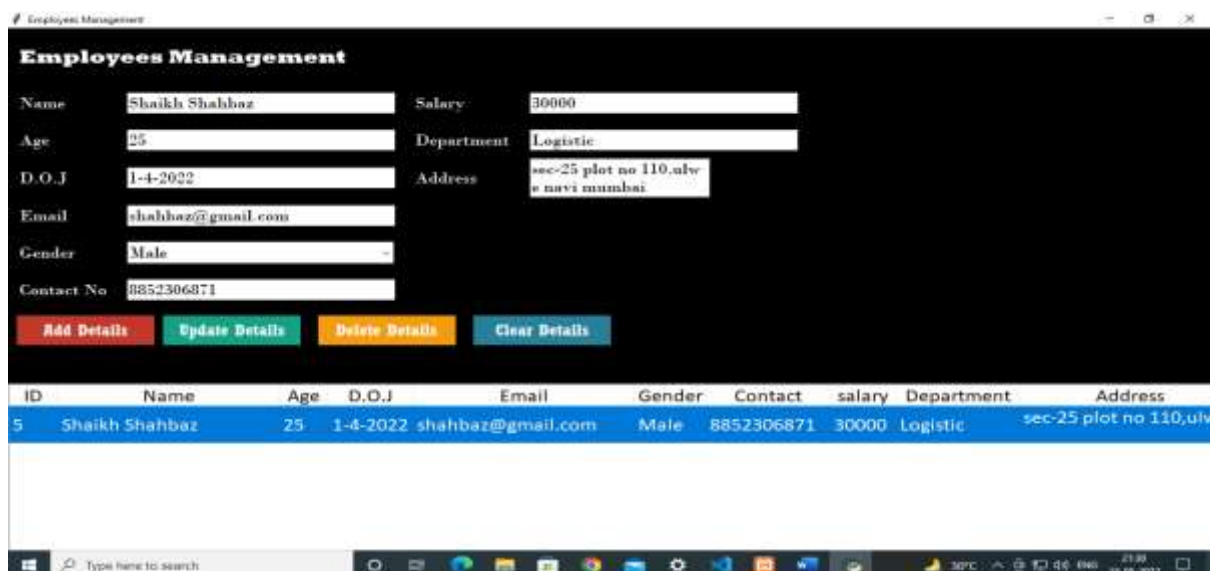 Employees Management
Employees Management
Name Shaikh Shahbaz Salary 30000
Age 25 Department Logistic
D.O.J 1-4-2022 Address sec-25 plot no 110,ulw
e navi mumbai
Email shahbaz@gmail.com
Gender Male
Contact No 8852306871
Add Details Update Details Delete Details Clear Details
ID Name Age D.O.J Email Gender Contact salary Department Address
5 Shaikh Shahbaz 25 1-4-2022 shahbaz@gmail.com Male 8852306871 30000 Logistic sec-25 plot no 110,ulw
Type here to search 30°C ENG